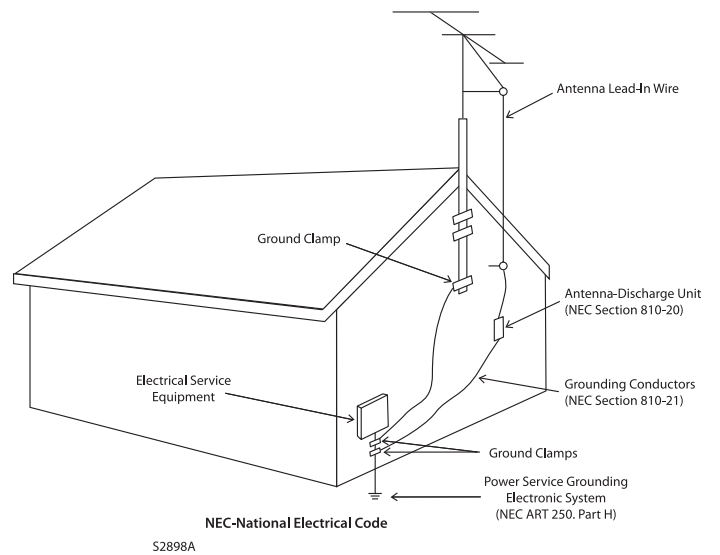 Antenna Lead-In Wire
Ground Clamp
Antenna-Discharge Unit
(NEC Section 810-20)
Electrical Service
Equipment
Grounding Conductors
(NEC Section 810-21)
Ground Clamps
Power Service Grounding
Electronic System
(NEC ART 250. Part H)
NEC-National Electrical Code
S2898A